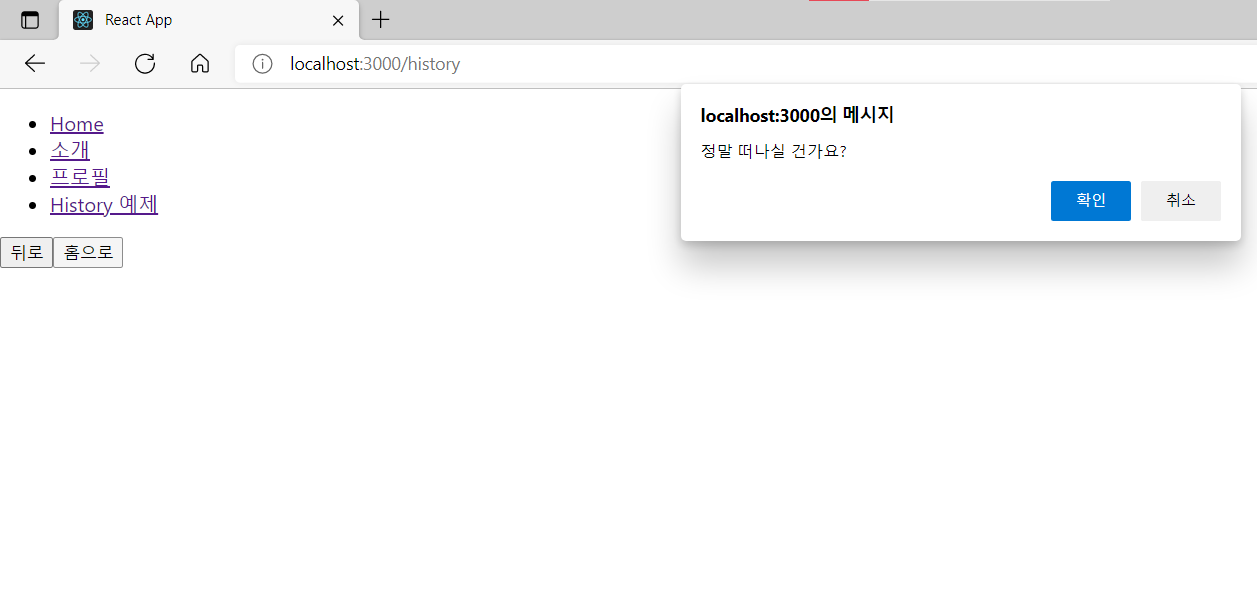 React App
localhost:3000/history
localhost:3000의 메시지
정말 떠나실 건가요?
확인 취소
Home
소개
프로필
History 예제
뒤로 홈으로